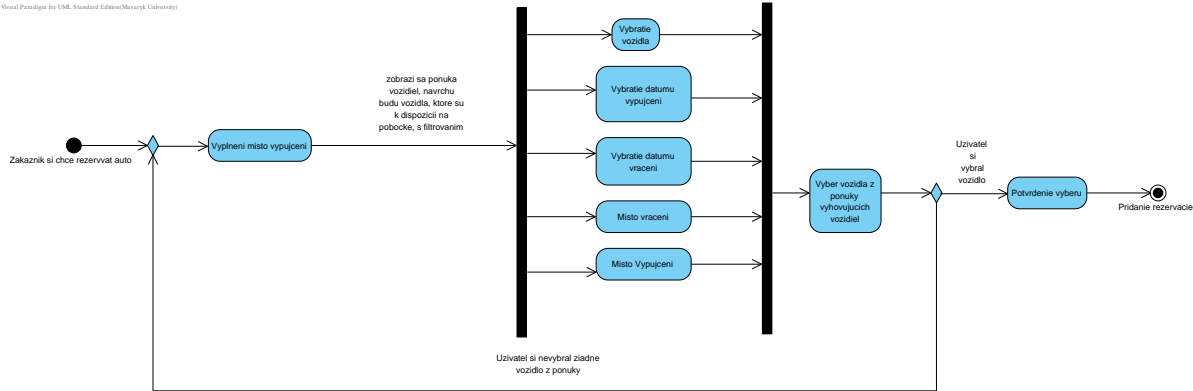 Visual Paradigm for UML Standard Edition(Masaryk University)
Zakaznik si chce rezervvat auto
Vyplneni misto vypujceni
zobrazi sa ponuka
vozidiel, navrchu
budu vozidla, ktore su
k dispozicii na
pobocke, s filtrovanim
Vybratie
vozidla
Vybratie datumu
vypujceni
Vybratie datumu
vraceni
Misto vraceni
Misto Vypujceni
Vyber vozidla z
ponuky
vyhovujucich
vozidiel
Uzivatel
si
vybral
vozidlo
Potvrdenie vyberu
Pridanie rezervacie
Uzivatel si nevybral ziadne
vozidlo z ponuky